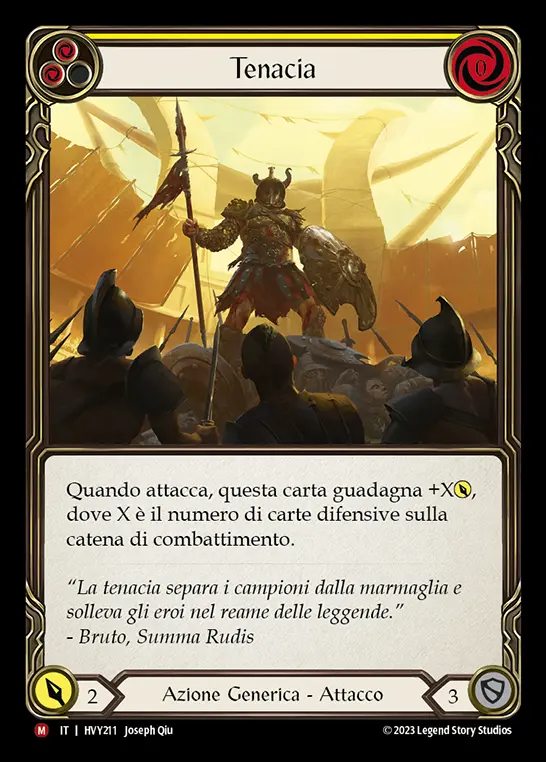 Tenacia
0
Quando attacca, questa carta guadagna +X,
dove X è il numero di carte difensive sulla
catena di combattimento.
“La tenacia separa i campioni dalla marmaglia e
solleva gli eroi nel reame delle leggende.”
- Bruto, Summa Rudis
2
Azione Generica - Attacco
3
M IT | HVY211 Joseph Qiu
© 2023 Legend Story Studios